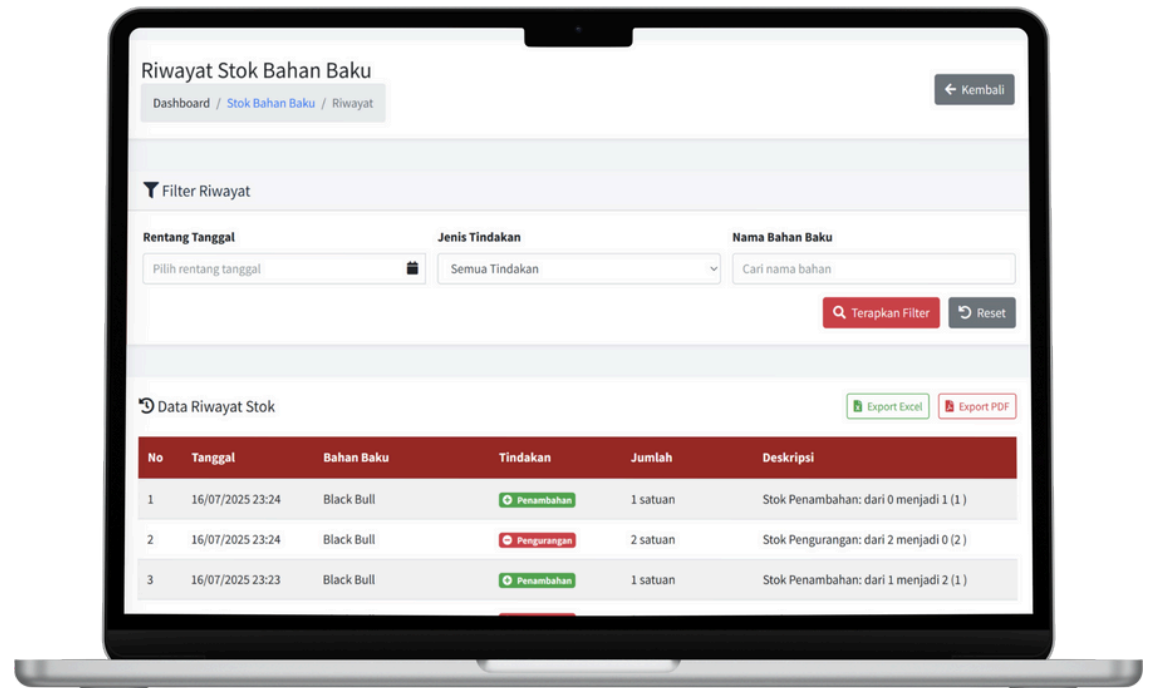 Riwayat Stok Bahan Baku
Dashboard / Stok Bahan Baku / Riwayat
Kembali
Filter Riwayat
Rentang Tanggal Jenis Tindakan Nama Bahan Baku
Pilih rentang tanggal Semua Tindakan Cari nama bahan
Terapkan Filter Reset
Data Riwayat Stok Export Excel Export PDF
No Tanggal Bahan Baku Tindakan Jumlah Deskripsi
1 16/07/2025 23:24 Black Bull Penambahan 1 satuan Stok Penambahan: dari 0 menjadi 1 (1 )
2 16/07/2025 23:24 Black Bull Pengurangan 2 satuan Stok Pengurangan: dari 2 menjadi 0 (2 )
3 16/07/2025 23:23 Black Bull Penambahan 1 satuan Stok Penambahan: dari 1 menjadi 2 (1 )